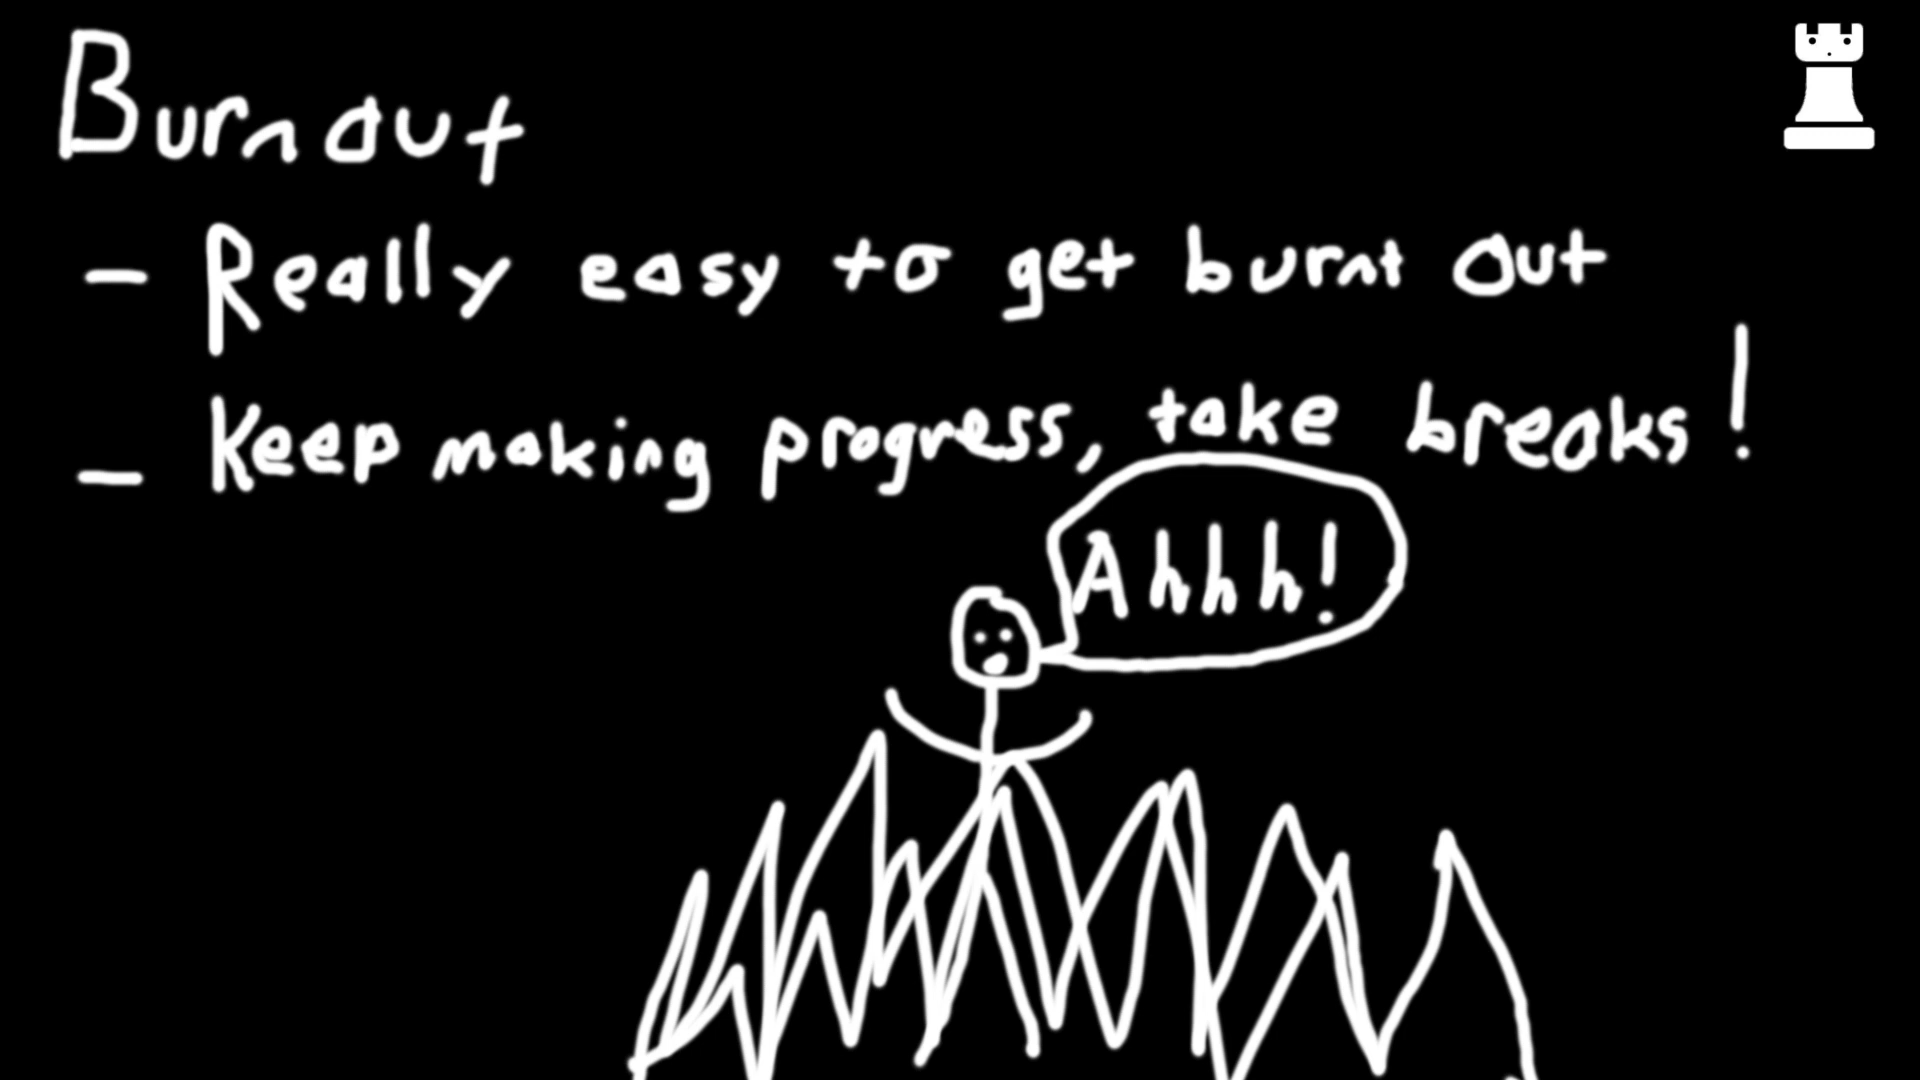 Burnout
- Really easy to get burnt out
- Keep making progress, take breaks!
Ahhh!